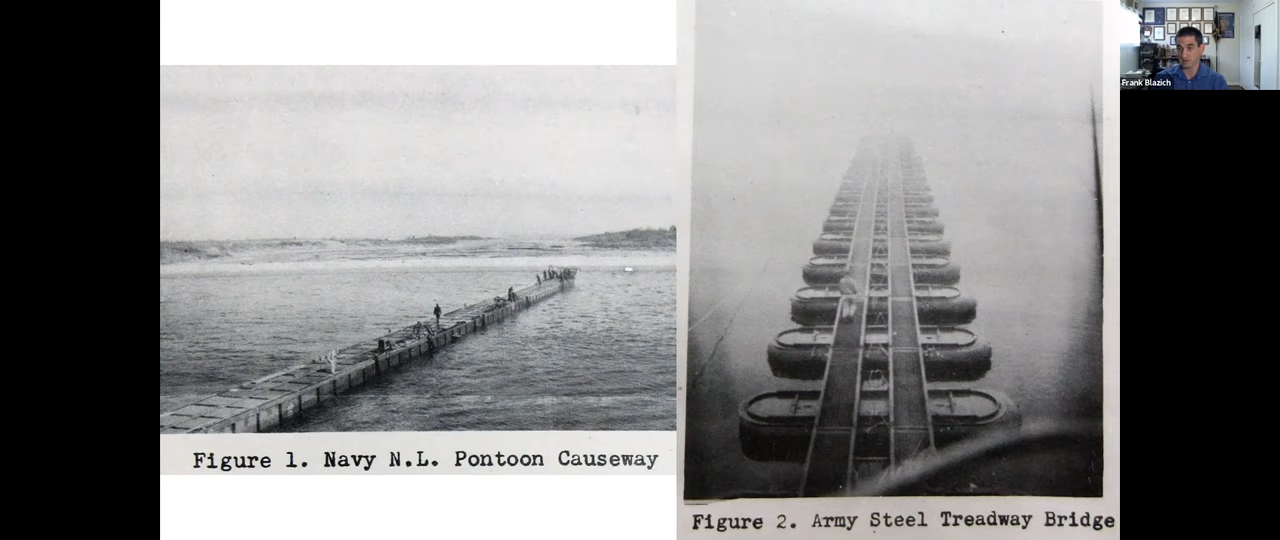 Figure 1. Navy N.L. Pontoon Causeway
Figure 2. Army Steel Treadway Bridge
Frank Blazich